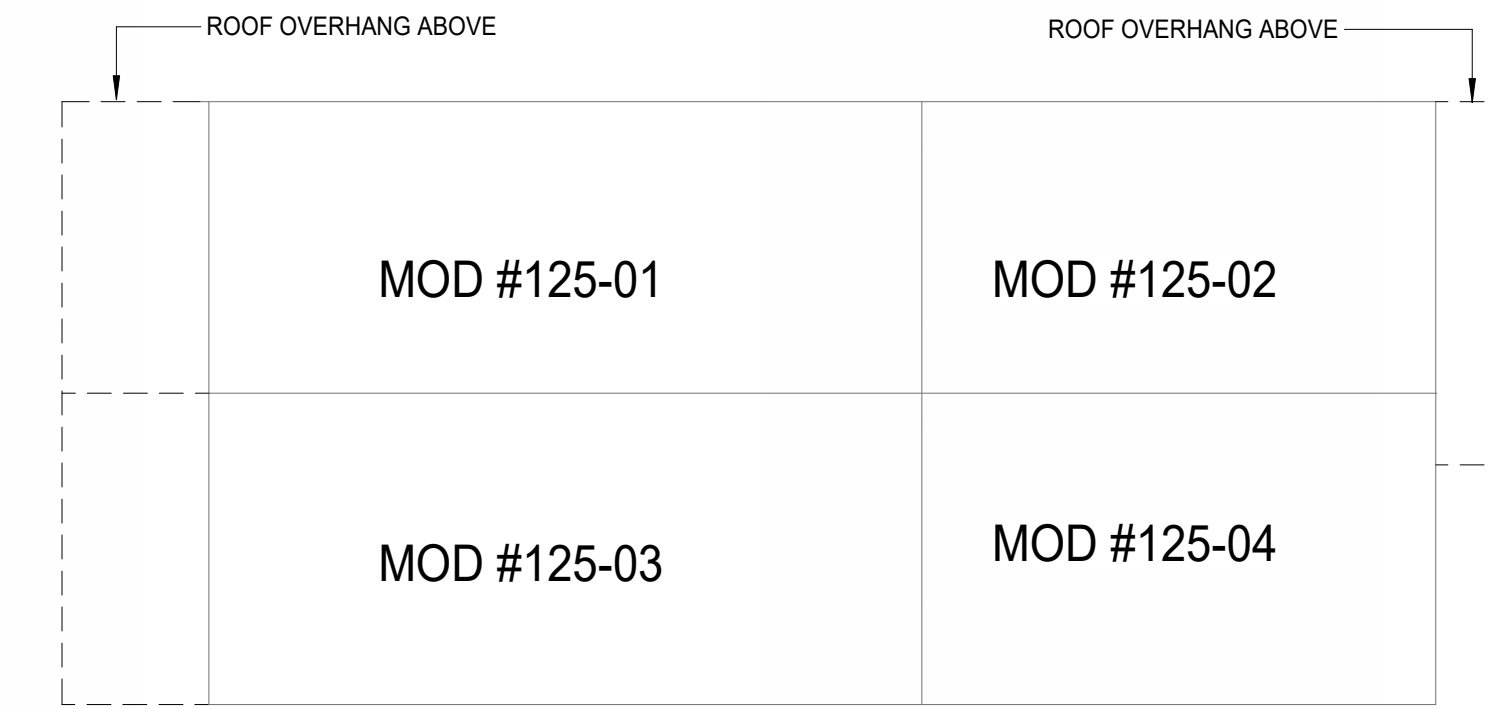 ROOF OVERHANG ABOVE
ROOF OVERHANG ABOVE
MOD #125-01
MOD #125-02
MOD #125-03
MOD #125-04